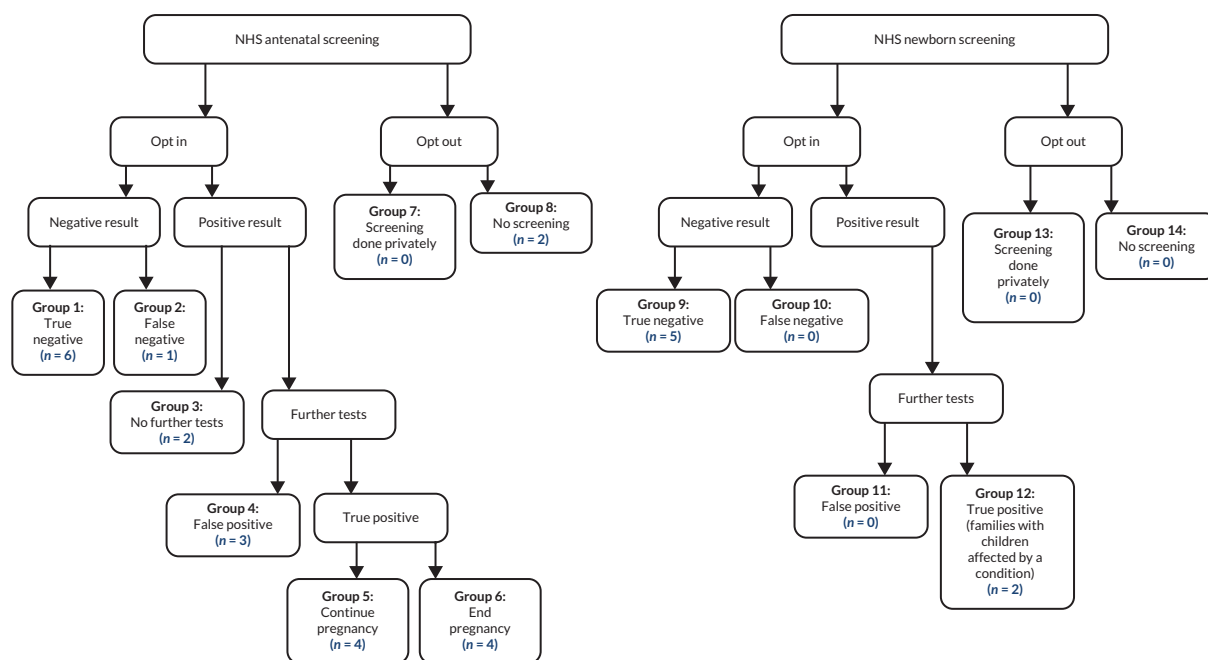 NHS antenatal screening
Opt in
Opt out
Negative result
Positive result
Group 7:
Screening
done privately
(n = 0)
Group 8:
No screening
(n = 2)
Group 1:
True
negative
(n = 6)
Group 2:
False
negative
(n = 1)
Group 3:
No further tests
(n = 2)
Further tests
Group 4:
False positive
(n = 3)
True positive
Group 5:
Continue
pregnancy
(n = 4)
Group 6:
End
pregnancy
(n = 4)
NHS newborn screening
Opt in
Opt out
Negative result
Positive result
Group 13:
Screening
done
privately
(n = 0)
Group 14:
No screening
(n = 0)
Group 9:
True negative
(n = 5)
Group 10:
False negative
(n = 0)
Further tests
Group 11:
False positive
(n = 0)
Group 12:
True positive
(families with
children
affected by a
condition)
(n = 2)